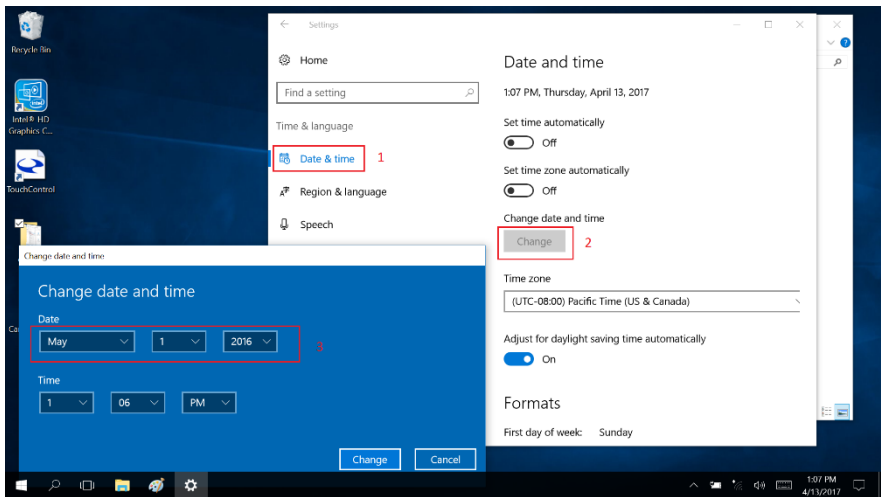 Recycle Bin
Intel® HD
Graphics C...
TouchControl
Settings
Home
Find a setting
Time & language
Date & time
1
Region & language
Speech
Date and time
1:07 PM, Thursday, April 13, 2017
Set time automatically
Off
Set time zone automatically
Off
Change date and time
Change
2
Time zone
(UTC-08:00) Pacific Time (US & Canada)
Adjust for daylight saving time automatically
On
Formats
First day of week: Sunday
Change date and time
Change date and time
Date
May 1 2016
3
Time
1 06 PM
Change Cancel
1:07 PM
4/13/2017